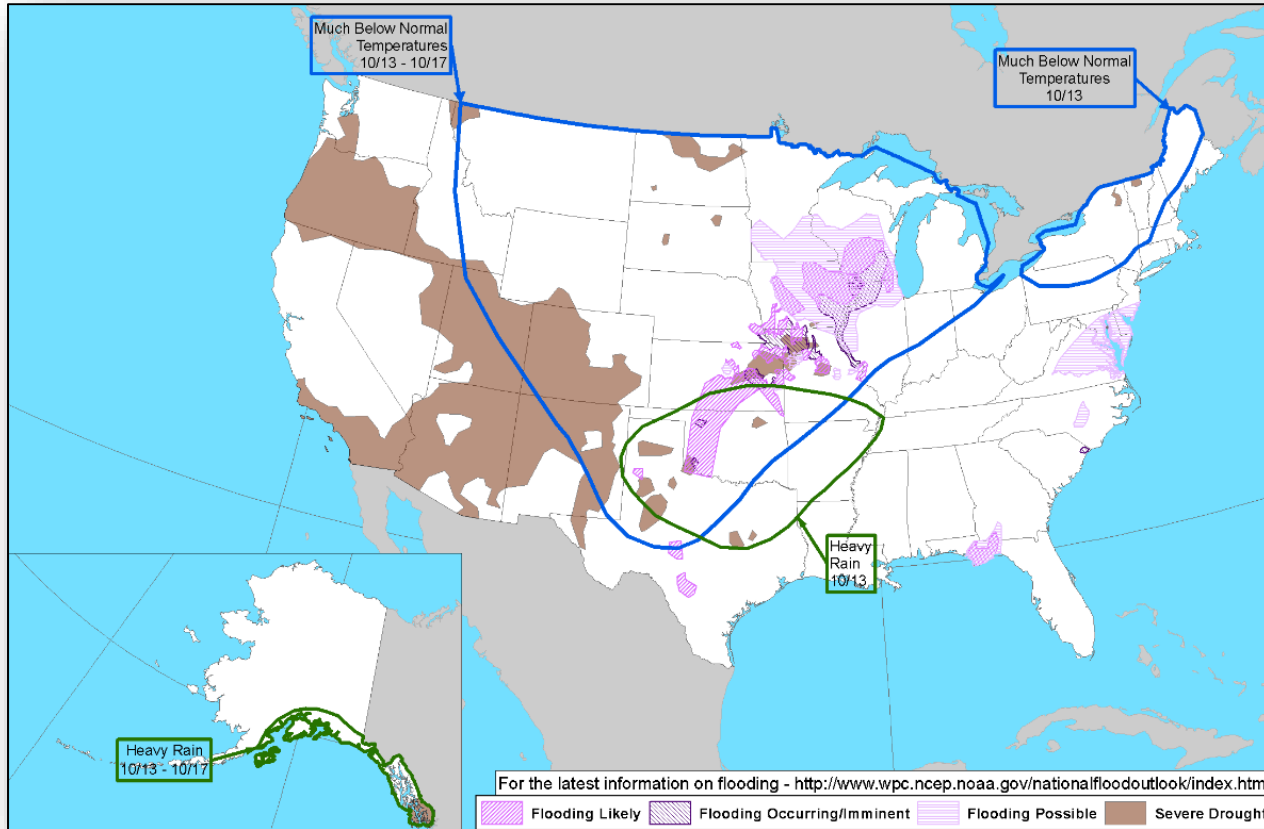 Much Below Normal
Temperatures
10/13 - 10/17
Much Below Normal
Temperatures
10/13
Heavy
Rain
10/13
Heavy Rain
10/13 - 10/17
For the latest information on flooding - http://www.wpc.ncep.noaa.gov/nationalfloodoutlook/index.htm
Flooding Likely Flooding Occurring/Imminent Flooding Possible Severe Drought